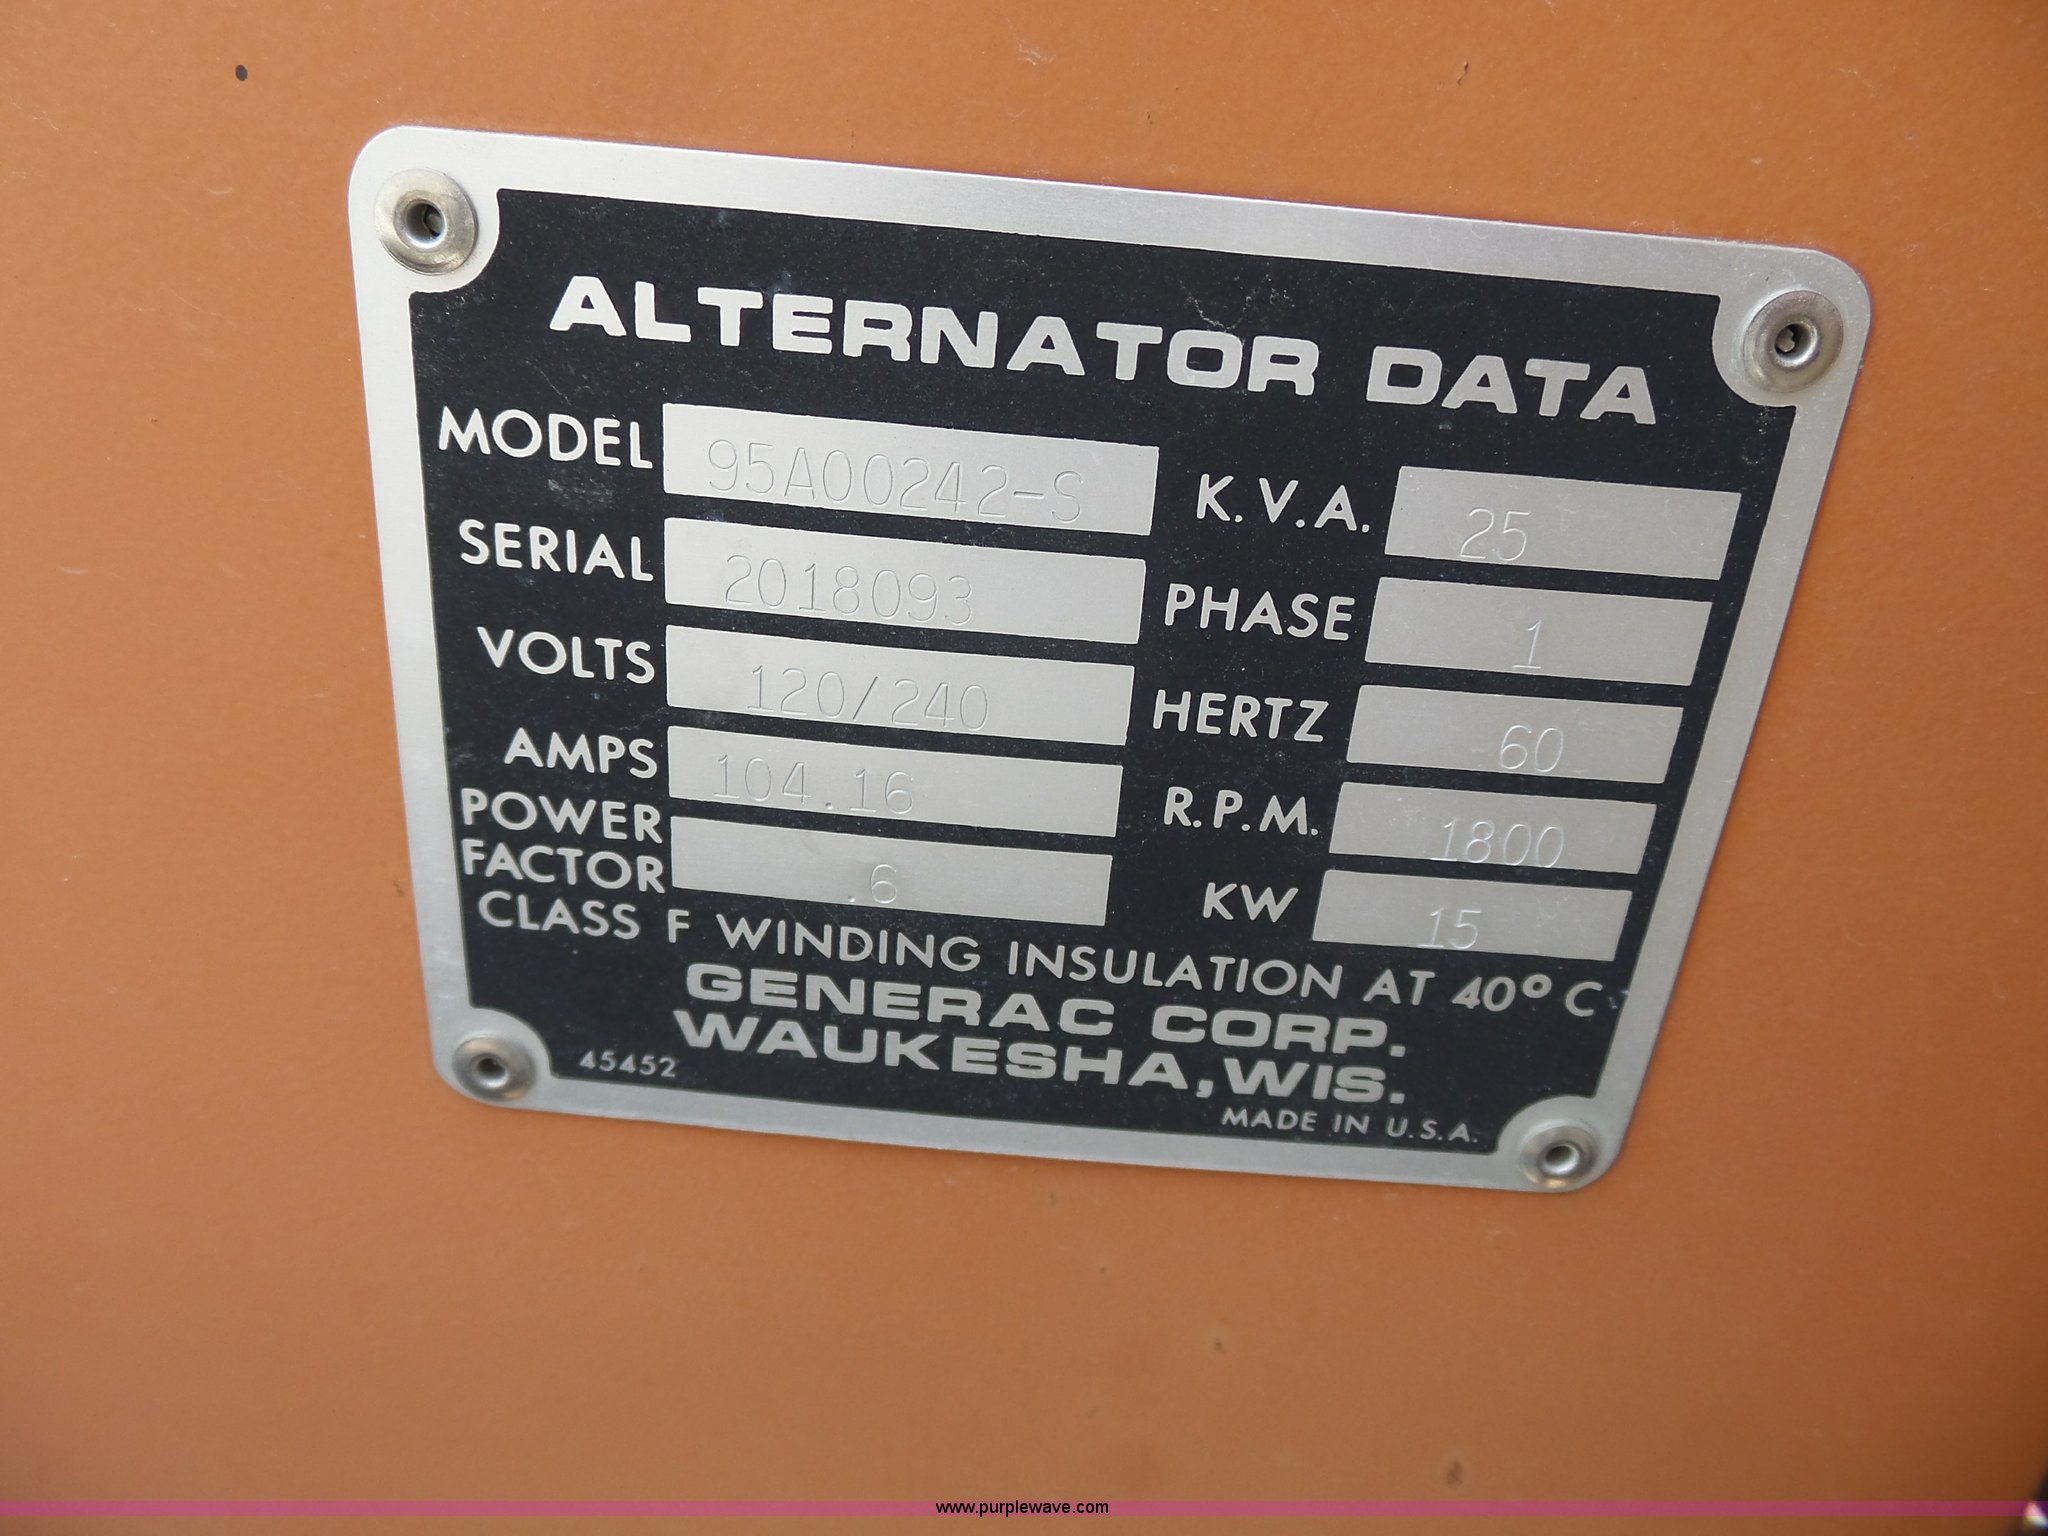 ALTERNATOR DATA
MODEL 95A00242-S
K.V.A. 25
SERIAL 2018093
PHASE 1
VOLTS 120/240
HERTZ 60
AMPS 104.16
R.P.M. 1800
POWER
FACTOR .6
KW 15
CLASS F WINDING INSULATION AT 40° C
GENERAC CORP.
WAUKESHA, WIS.
45452
MADE IN U.S.A.
www.purplewave.com